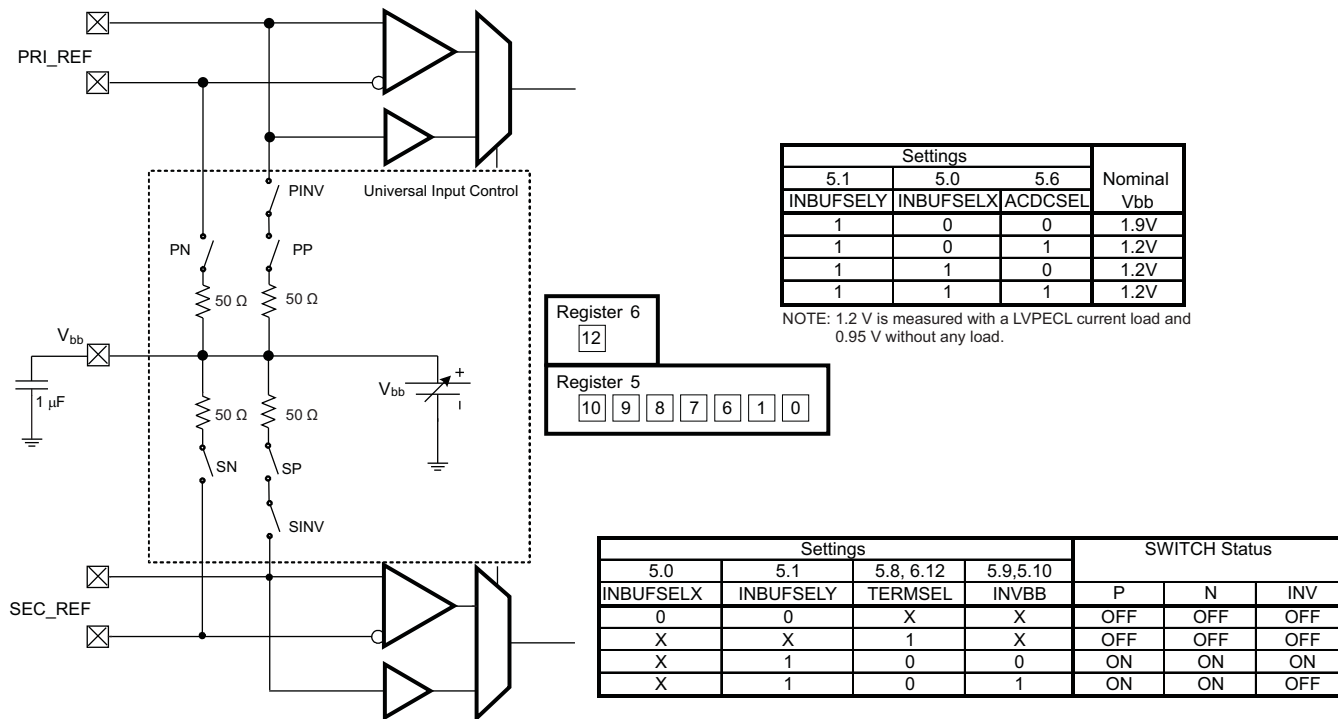 PRI_REF
Universal Input Control
PINV
PN
PP
50 Ω
50 Ω
Vbb
1 μF
Vbb
+
50 Ω
50 Ω
SN
SP
SINV
SEC_REF
Register 6
12
Register 5
10 9 8 7 6 1 0
Settings
5.1 5.0 5.6 Nominal
INBUFSELY INBUFSELX ACDCSEL Vbb
1 0 0 1.9V
1 0 1 1.2V
1 1 0 1.2V
1 1 1 1.2V
NOTE: 1.2 V is measured with a LVPECL current load and
0.95 V without any load.
Settings SWITCH Status
5.0 5.1 5.8, 6.12 5.9,5.10
INBUFSELX INBUFSELY TERMSEL INVBB P N INV
0 0 X X OFF OFF OFF
X X 1 X OFF OFF OFF
X 1 0 0 ON ON ON
X 1 0 1 ON ON OFF